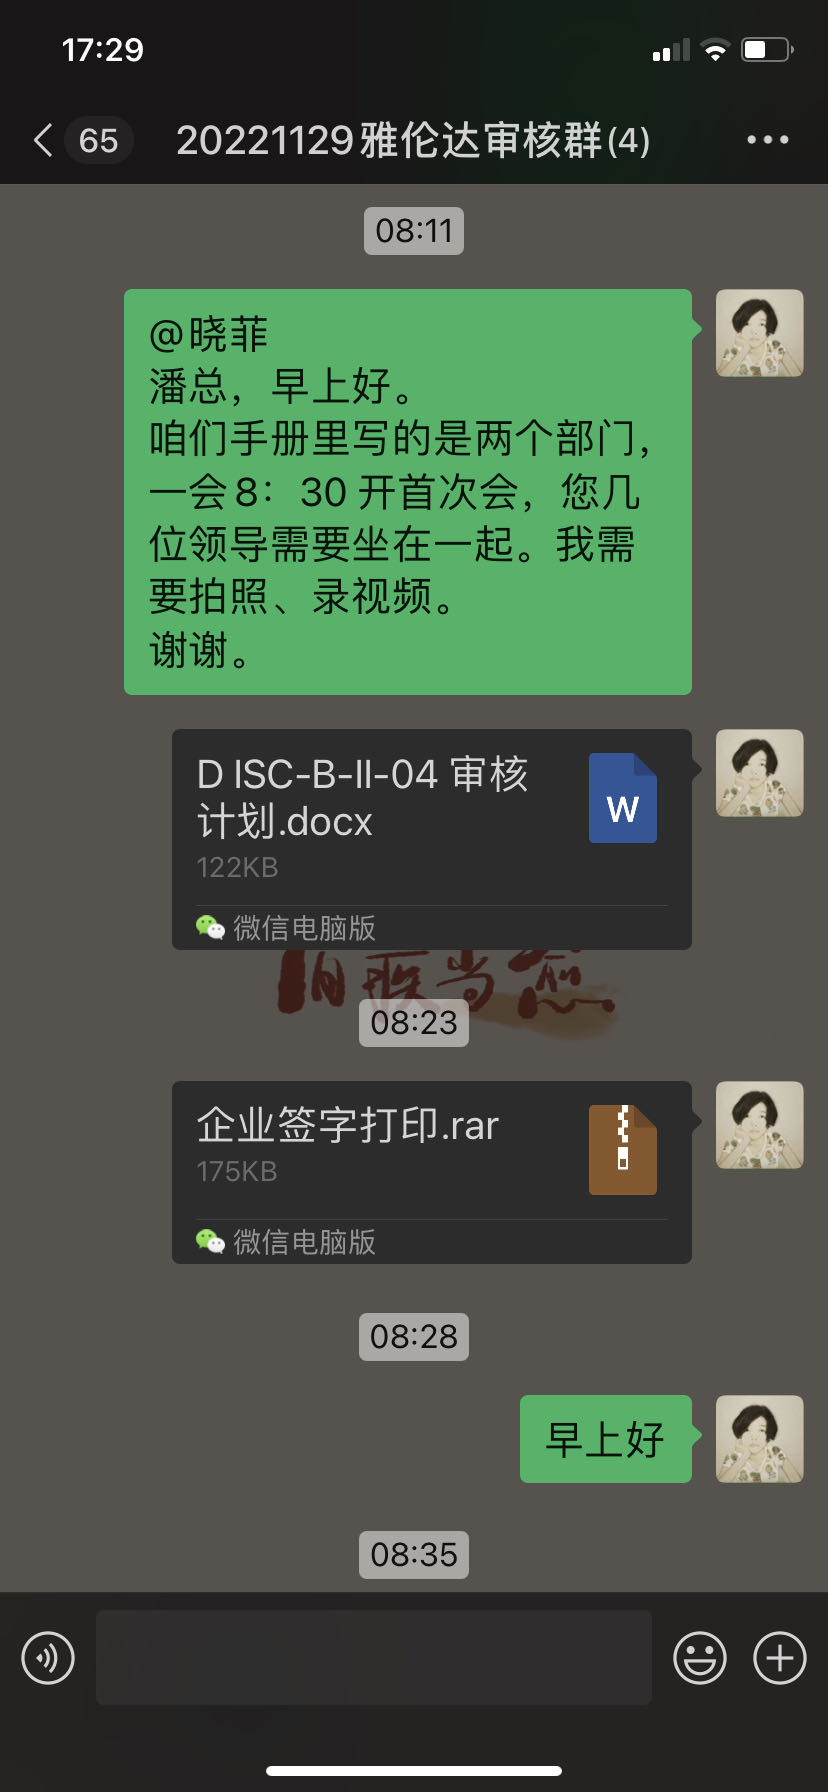 17:29
65
20221129雅伦达审核群(4)
08:11
@晓菲
潘总，早上好。
咱们手册里写的是两个部门，
一会8：30 开首次会，您几
位领导需要坐在一起。我需
要拍照、录视频。
谢谢。
D ISC-B-II-04 审核
计划.docx
W
122KB
微信电脑版
08:23
企业签字打印.rar
175KB
微信电脑版
08:28
早上好
08:35